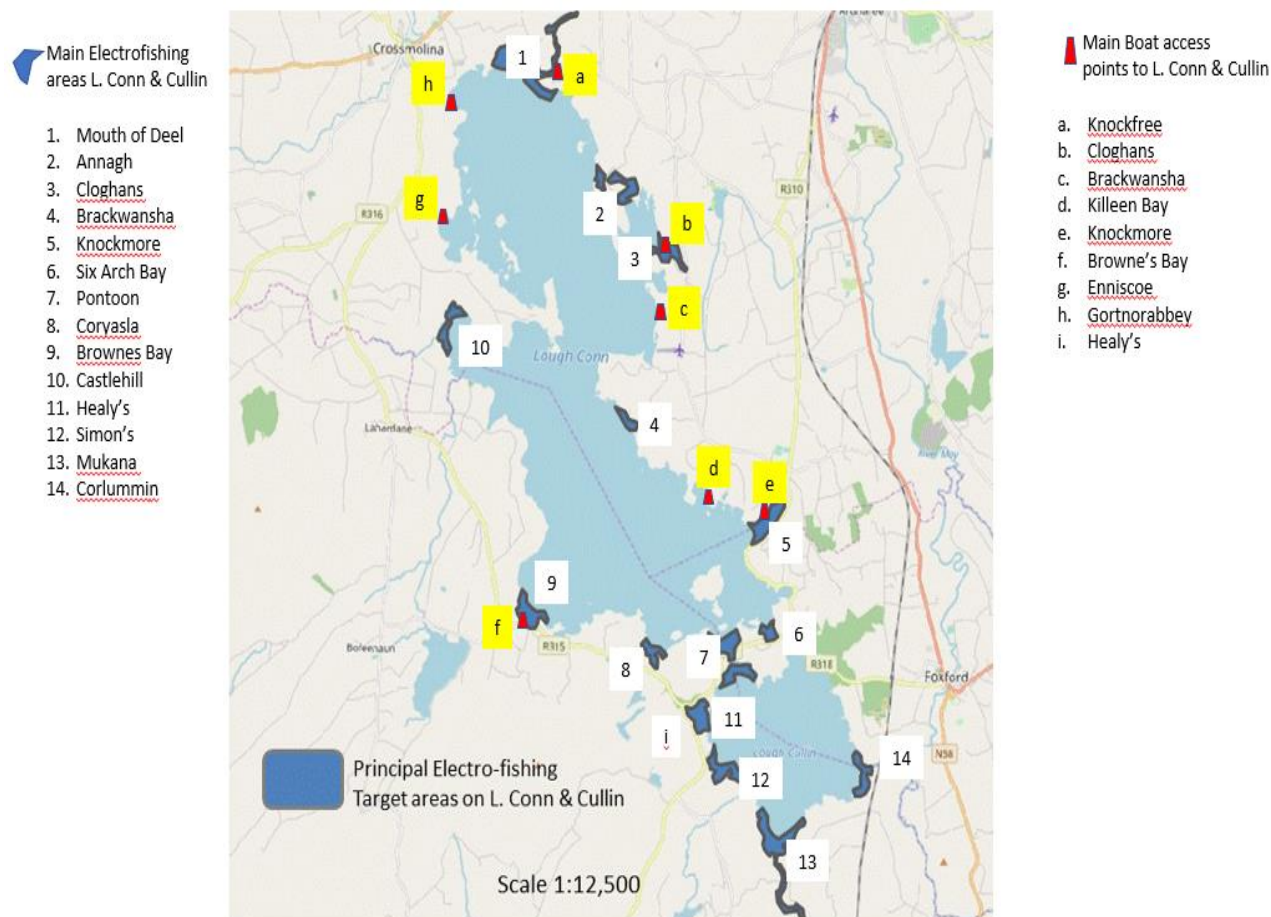 Main Electrofishing
areas L. Conn & Cullin
1. Mouth of Deel
2. Annagh
3. Cloghans
4. Brackwansha
5. Knockmore
6. Six Arch Bay
7. Pontoon
8. Coryasla
9. Brownes Bay
10. Castlehill
11. Healy's
12. Simon's
13. Mukana
14. Corlummin
Crossmolina
1
a
h
R310
g
R316
2
b
3
c
10
Lough Conn
4
Lahardane
River Moy
d
e
5
9
f
R315
Bofeenaun
8
7
6
R318
Foxford
11
i
Lough Cullin
N58
12
14
13
Principal Electro-fishing
Target areas on L. Conn & Cullin
Scale 1:12,500
Main Boat access
points to L. Conn & Cullin
a. Knockfree
b. Cloghans
c. Brackwansha
d. Killeen Bay
e. Knockmore
f. Browne's Bay
g. Enniscoe
h. Gortnorabbey
i. Healy's